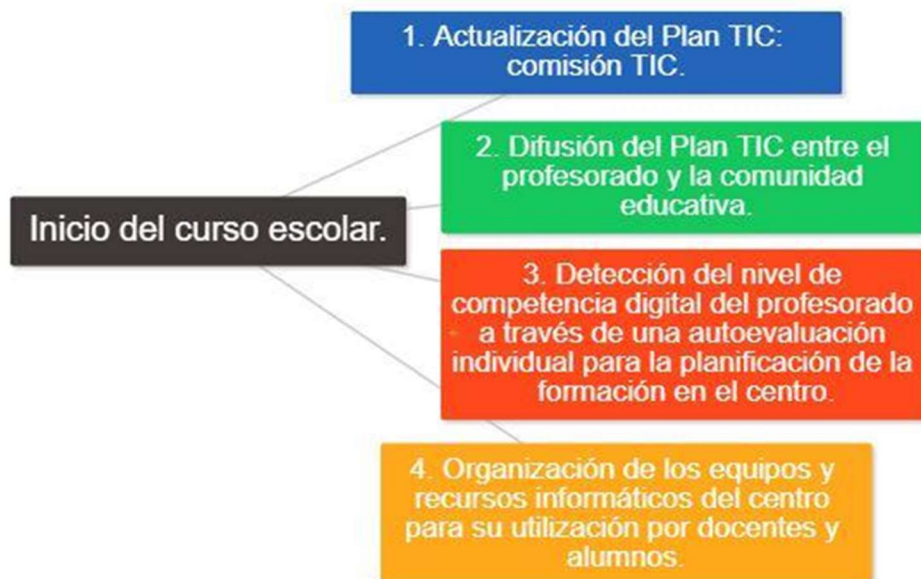 1. Actualización del Plan TIC:
comisión TIC.
2. Difusión del Plan TIC entre el
profesorado y la comunidad
educativa.
Inicio del curso escolar.
3. Detección del nivel de
competencia digital del profesorado
a través de una autoevaluación
individual para la planificación de la
formación en el centro.
4. Organización de los equipos y
recursos informáticos del centro
para su utilización por docentes y
alumnos.